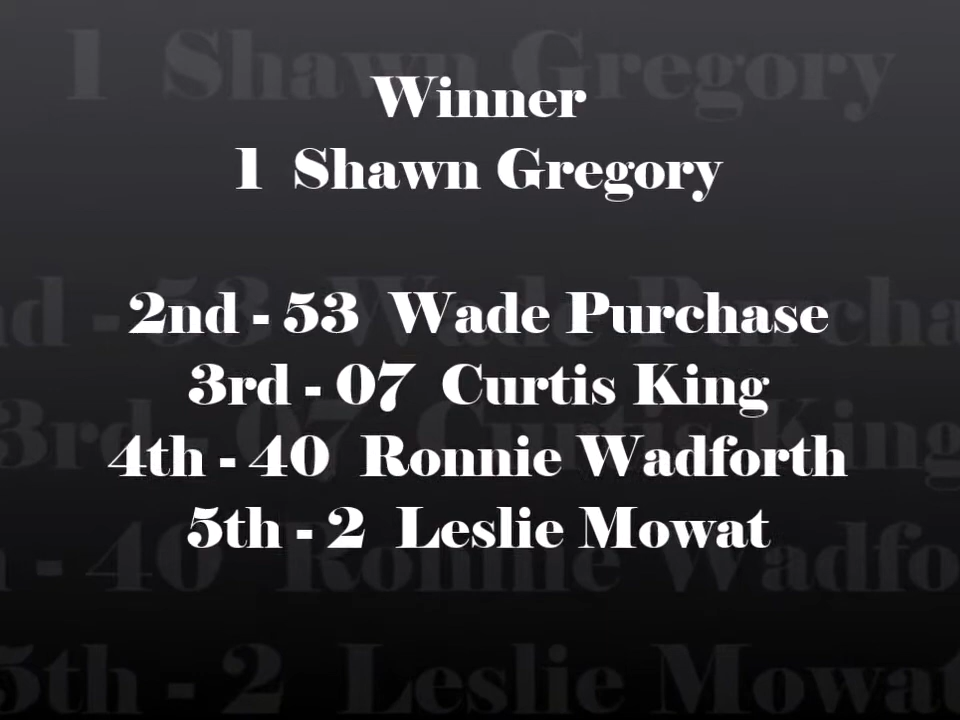 Winner
1 Shawn Gregory
2nd - 53 Wade Purchase
3rd - 07 Curtis King
4th - 40 Ronnie Wadforth
5th - 2 Leslie Mowat